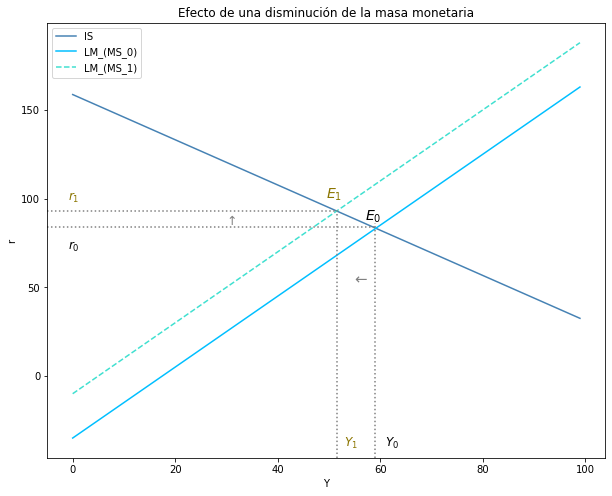 Efecto de una disminución de la masa monetaria
IS
LM_(MS_0)
LM_(MS_1)
150
100
50
0
r
r₁
r₀
↑
E₁
E₀
←
Y₁
Y₀
0
20
40
60
80
100
Y